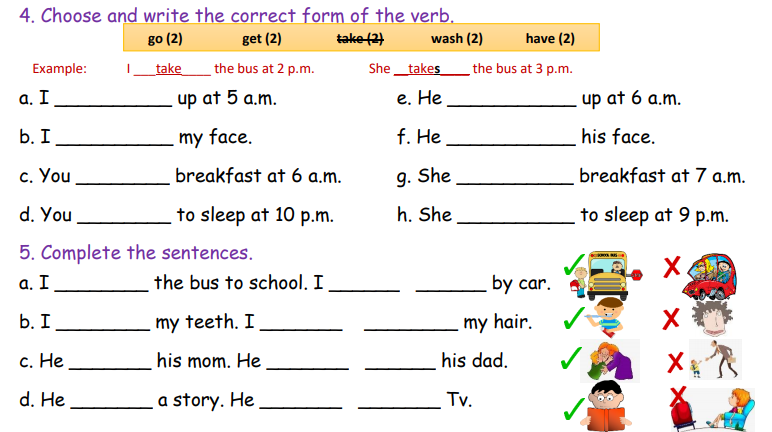 4. Choose and write the correct form of the verb.
go (2) get (2) take (2) wash (2) have (2)
Example: I ___take____ the bus at 2 p.m. She __takes____ the bus at 3 p.m.
a. I ___________ up at 5 a.m. e. He ____________ up at 6 a.m.
b. I ___________ my face. f. He ____________ his face.
c. You _________ breakfast at 6 a.m. g. She ___________ breakfast at 7 a.m.
d. You _________ to sleep at 10 p.m. h. She ___________ to sleep at 9 p.m.
5. Complete the sentences.
a. I _________ the bus to school. I _______ _______ by car.
b. I _________ my teeth. I ________ _________ my hair.
c. He ________ his mom. He ________ _______ his dad.
d. He ________ a story. He ________ ________ Tv.
SCHOOL BUS